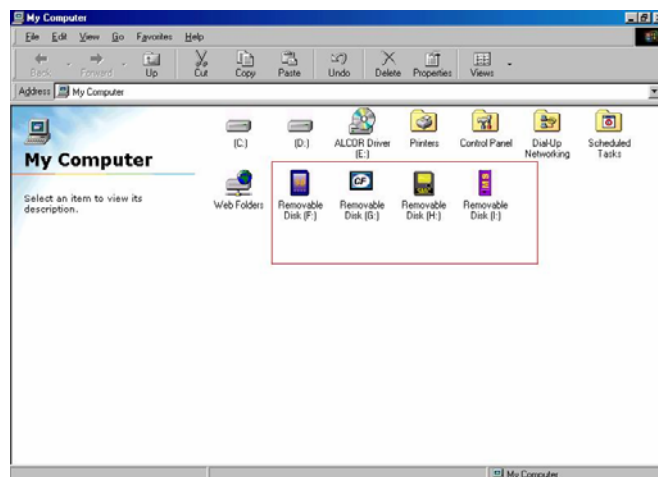 My Computer
File Edit View Go Favorites Help
Back Forward Up Cut Copy Paste Undo Delete Properties Views
Address My Computer
My Computer
Select an item to view its
description.
(C:) (D:) ALCOR Driver (E:) Printers Control Panel Dial-Up Networking Scheduled Tasks
Web Folders Removable Disk (F:) Removable Disk (G:) Removable Disk (H:) Removable Disk (I:)
CF
MS
My Computer